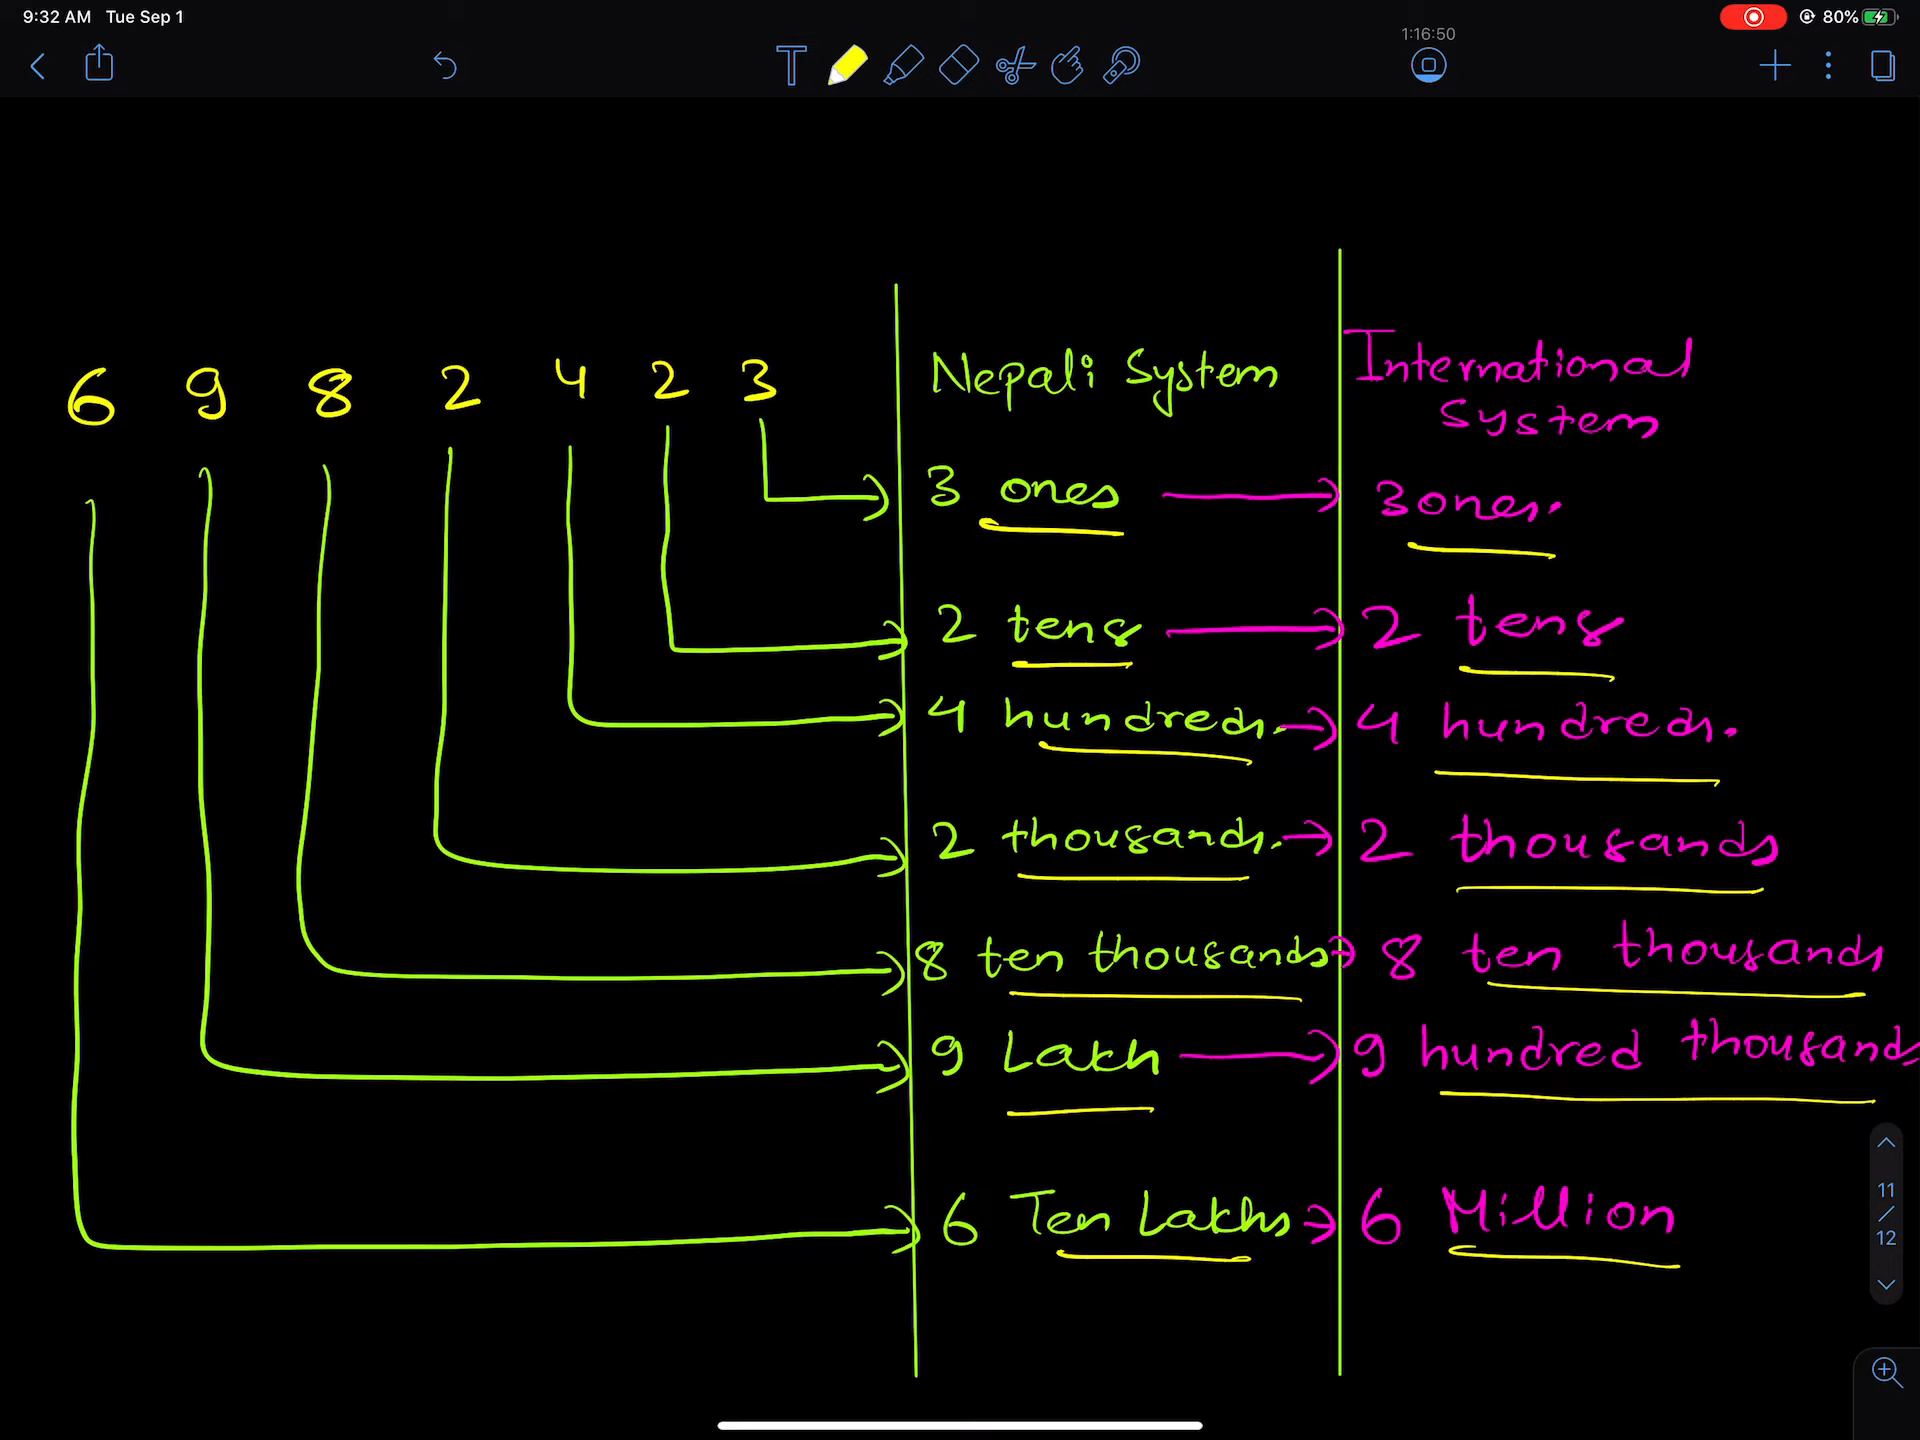 9:32 AM Tue Sep 1
80%
1:16:50
T
6 9 8 2 4 2 3
Nepali System
International System
3 ones
3 ones.
2 tens
2 tens
4 hundreds.
4 hundreds.
2 thousands.
2 thousands
8 ten thousands
8 ten thousands
9 Lakh
9 hundred thousands
6 Ten Lakhs
6 Million
11
/
12